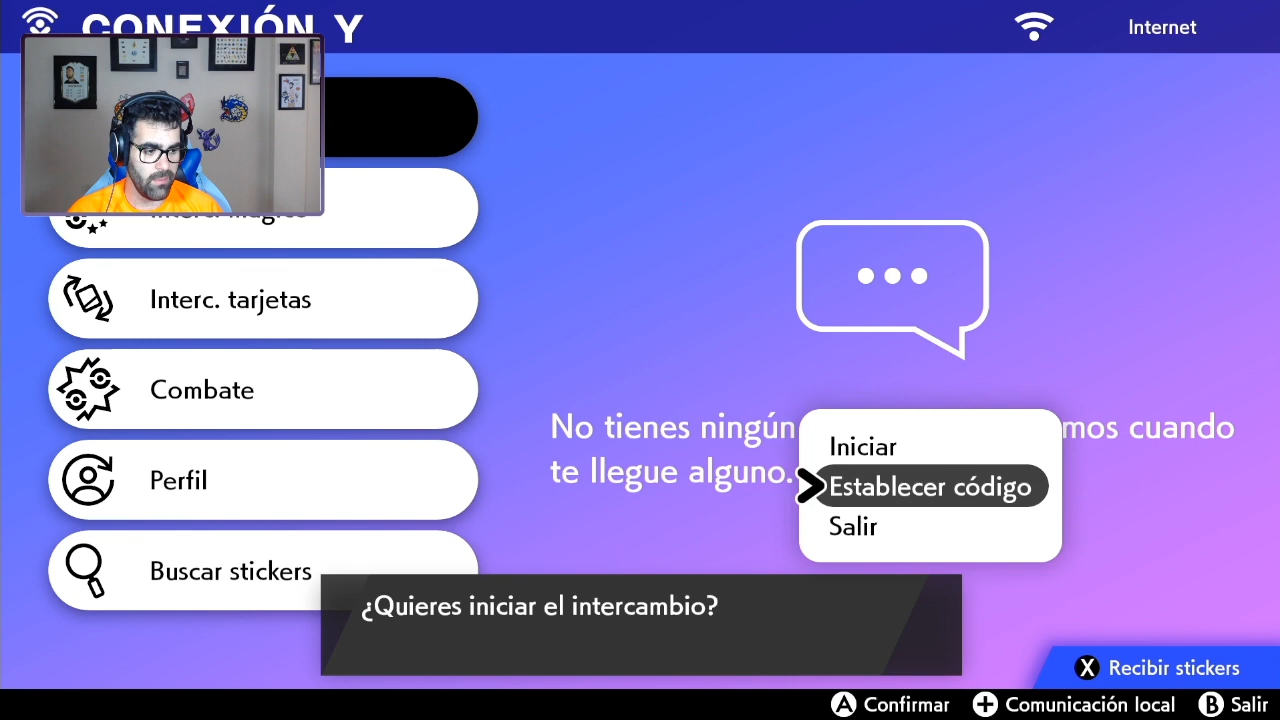 CONEXIÓN Y
Internet
Interc. tarjetas
Combate
Perfil
Buscar stickers
No tienes ningún mos cuando
te llegue alguno.
Iniciar
Establecer código
Salir
¿Quieres iniciar el intercambio?
X Recibir stickers
A Confirmar + Comunicación local B Salir